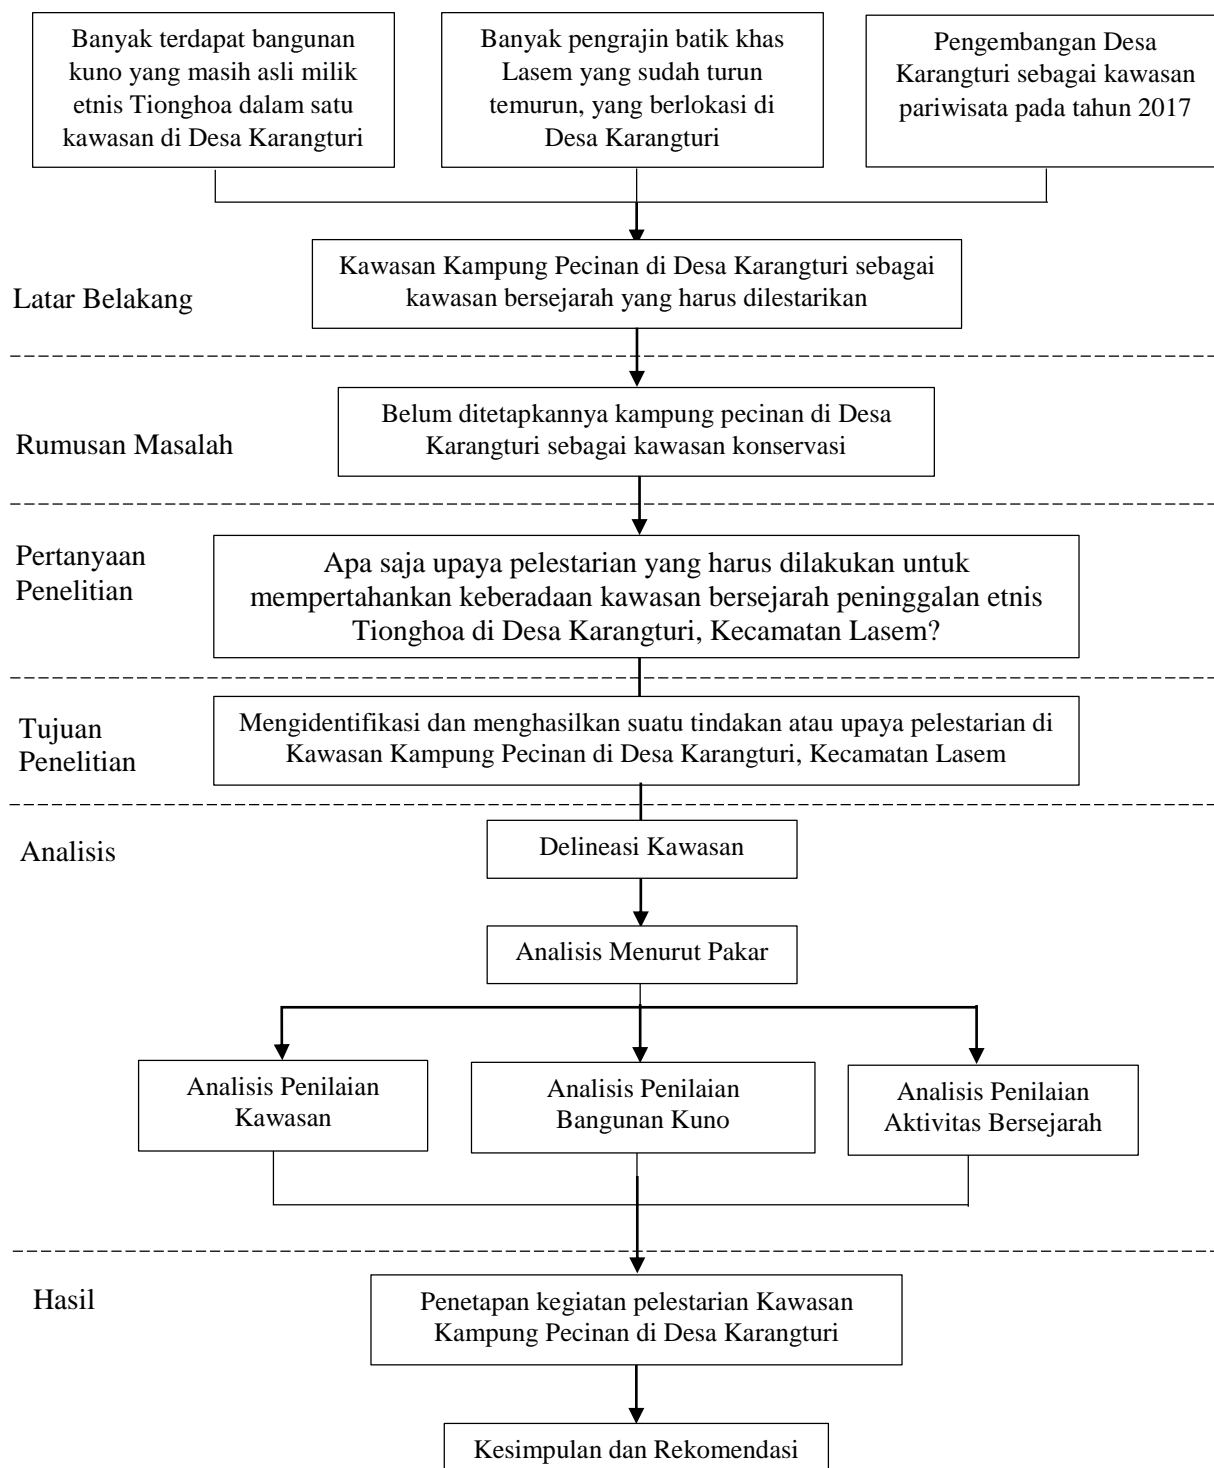 Banyak terdapat bangunan
kuno yang masih asli milik
etnis Tionghoa dalam satu
kawasan di Desa Karangturi
Banyak pengrajin batik khas
Lasem yang sudah turun
temurun, yang berlokasi di
Desa Karangturi
Pengembangan Desa
Karangturi sebagai kawasan
pariwisata pada tahun 2017
Latar Belakang
Kawasan Kampung Pecinan di Desa Karangturi sebagai
kawasan bersejarah yang harus dilestarikan
Rumusan Masalah
Belum ditetapkannya kampung pecinan di Desa
Karangturi sebagai kawasan konservasi
Pertanyaan
Penelitian
Apa saja upaya pelestarian yang harus dilakukan untuk
mempertahankan keberadaan kawasan bersejarah peninggalan etnis
Tionghoa di Desa Karangturi, Kecamatan Lasem?
Tujuan
Penelitian
Mengidentifikasi dan menghasilkan suatu tindakan atau upaya pelestarian di
Kawasan Kampung Pecinan di Desa Karangturi, Kecamatan Lasem
Analisis
Delineasi Kawasan
Analisis Menurut Pakar
Analisis Penilaian
Kawasan
Analisis Penilaian
Bangunan Kuno
Analisis Penilaian
Aktivitas Bersejarah
Hasil
Penetapan kegiatan pelestarian Kawasan
Kampung Pecinan di Desa Karangturi
Kesimpulan dan Rekomendasi